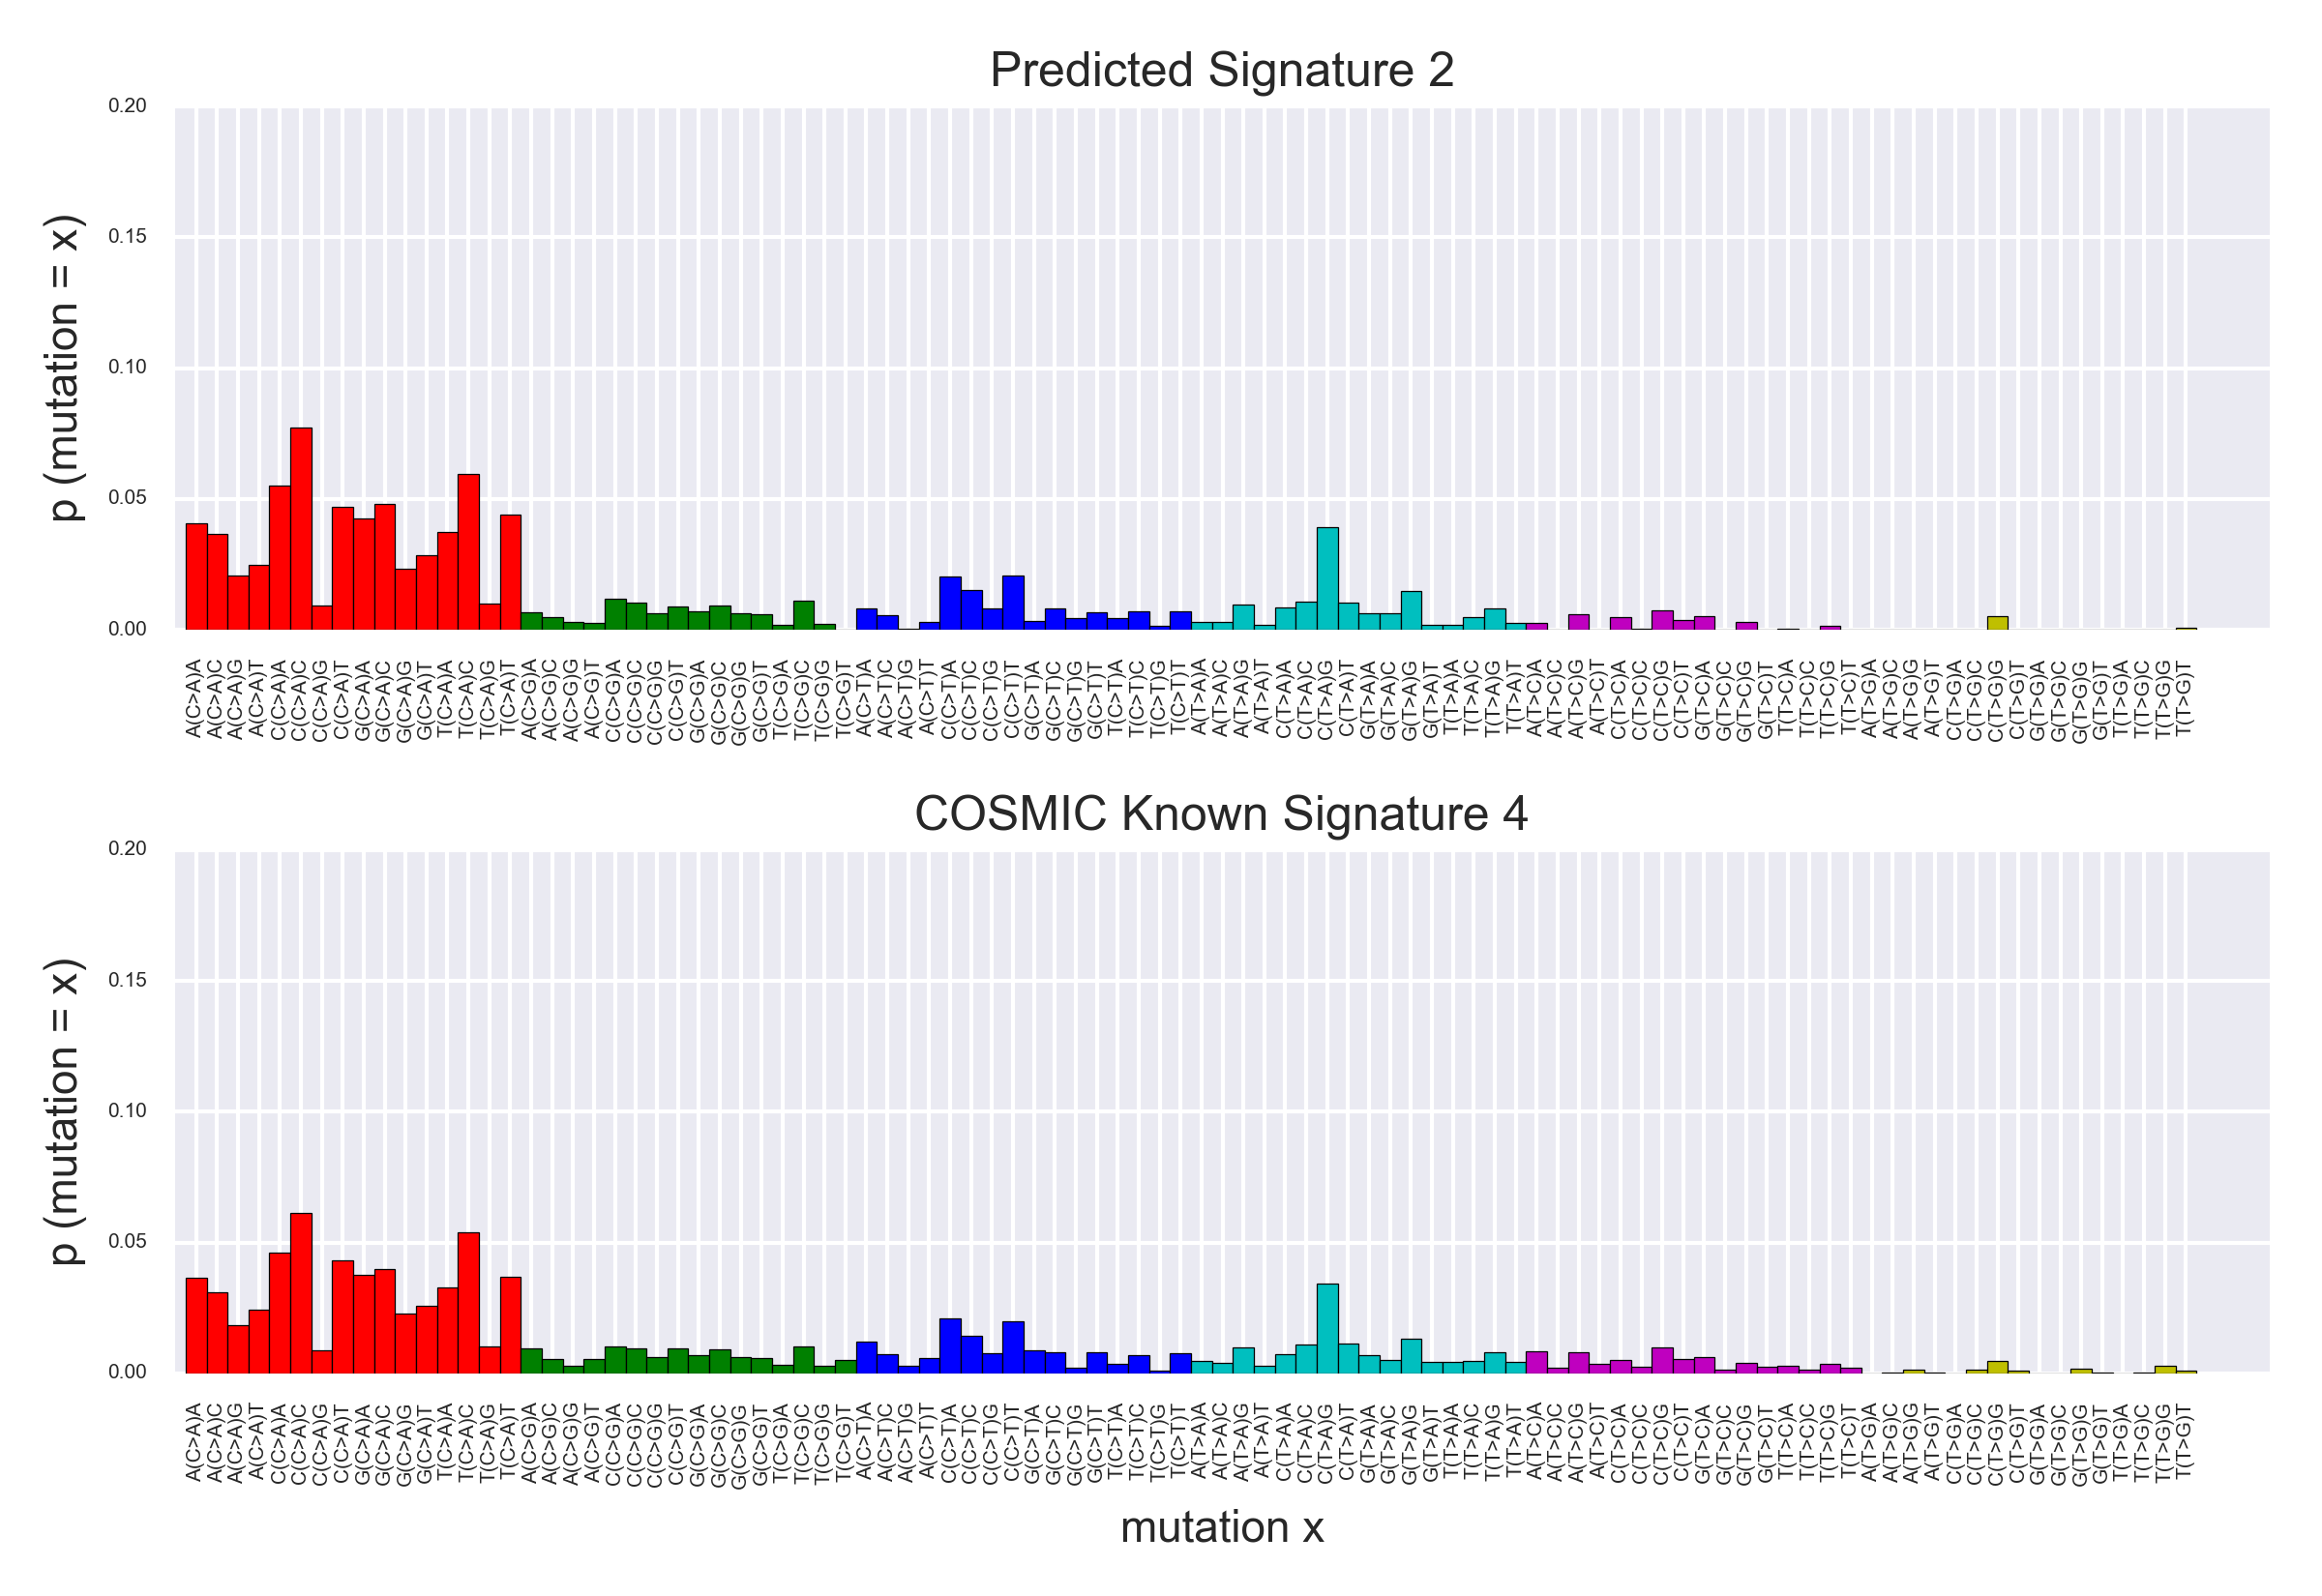 Predicted Signature 2
p (mutation = x)
0.20
0.15
0.10
0.05
0.00
A(C>A)A A(C>A)C A(C>A)G A(C>A)T C(C>A)A C(C>A)C C(C>A)G C(C>A)T G(C>A)A G(C>A)C G(C>A)G G(C>A)T T(C>A)A T(C>A)C T(C>A)G T(C>A)T A(C>G)A A(C>G)C A(C>G)G A(C>G)T C(C>G)A C(C>G)C C(C>G)G C(C>G)T G(C>G)A G(C>G)C G(C>G)G G(C>G)T T(C>G)A T(C>G)C T(C>G)G T(C>G)T A(C>T)A A(C>T)C A(C>T)G A(C>T)T C(C>T)A C(C>T)C C(C>T)G C(C>T)T G(C>T)A G(C>T)C G(C>T)G G(C>T)T T(C>T)A T(C>T)C T(C>T)G T(C>T)T A(T>A)A A(T>A)C A(T>A)G A(T>A)T C(T>A)A C(T>A)C C(T>A)G C(T>A)T G(T>A)A G(T>A)C G(T>A)G G(T>A)T T(T>A)A T(T>A)C T(T>A)G T(T>A)T A(T>C)A A(T>C)C A(T>C)G A(T>C)T C(T>C)A C(T>C)C C(T>C)G C(T>C)T G(T>C)A G(T>C)C G(T>C)G G(T>C)T T(T>C)A T(T>C)C T(T>C)G T(T>C)T A(T>G)A A(T>G)C A(T>G)G A(T>G)T C(T>G)A C(T>G)C C(T>G)G C(T>G)T G(T>G)A G(T>G)C G(T>G)G G(T>G)T T(T>G)A T(T>G)C T(T>G)G T(T>G)T
COSMIC Known Signature 4
p (mutation = x)
0.20
0.15
0.10
0.05
0.00
A(C>A)A A(C>A)C A(C>A)G A(C>A)T C(C>A)A C(C>A)C C(C>A)G C(C>A)T G(C>A)A G(C>A)C G(C>A)G G(C>A)T T(C>A)A T(C>A)C T(C>A)G T(C>A)T A(C>G)A A(C>G)C A(C>G)G A(C>G)T C(C>G)A C(C>G)C C(C>G)G C(C>G)T G(C>G)A G(C>G)C G(C>G)G G(C>G)T T(C>G)A T(C>G)C T(C>G)G T(C>G)T A(C>T)A A(C>T)C A(C>T)G A(C>T)T C(C>T)A C(C>T)C C(C>T)G C(C>T)T G(C>T)A G(C>T)C G(C>T)G G(C>T)T T(C>T)A T(C>T)C T(C>T)G T(C>T)T A(T>A)A A(T>A)C A(T>A)G A(T>A)T C(T>A)A C(T>A)C C(T>A)G C(T>A)T G(T>A)A G(T>A)C G(T>A)G G(T>A)T T(T>A)A T(T>A)C T(T>A)G T(T>A)T A(T>C)A A(T>C)C A(T>C)G A(T>C)T C(T>C)A C(T>C)C C(T>C)G C(T>C)T G(T>C)A G(T>C)C G(T>C)G G(T>C)T T(T>C)A T(T>C)C T(T>C)G T(T>C)T A(T>G)A A(T>G)C A(T>G)G A(T>G)T C(T>G)A C(T>G)C C(T>G)G C(T>G)T G(T>G)A G(T>G)C G(T>G)G G(T>G)T T(T>G)A T(T>G)C T(T>G)G T(T>G)T
mutation x